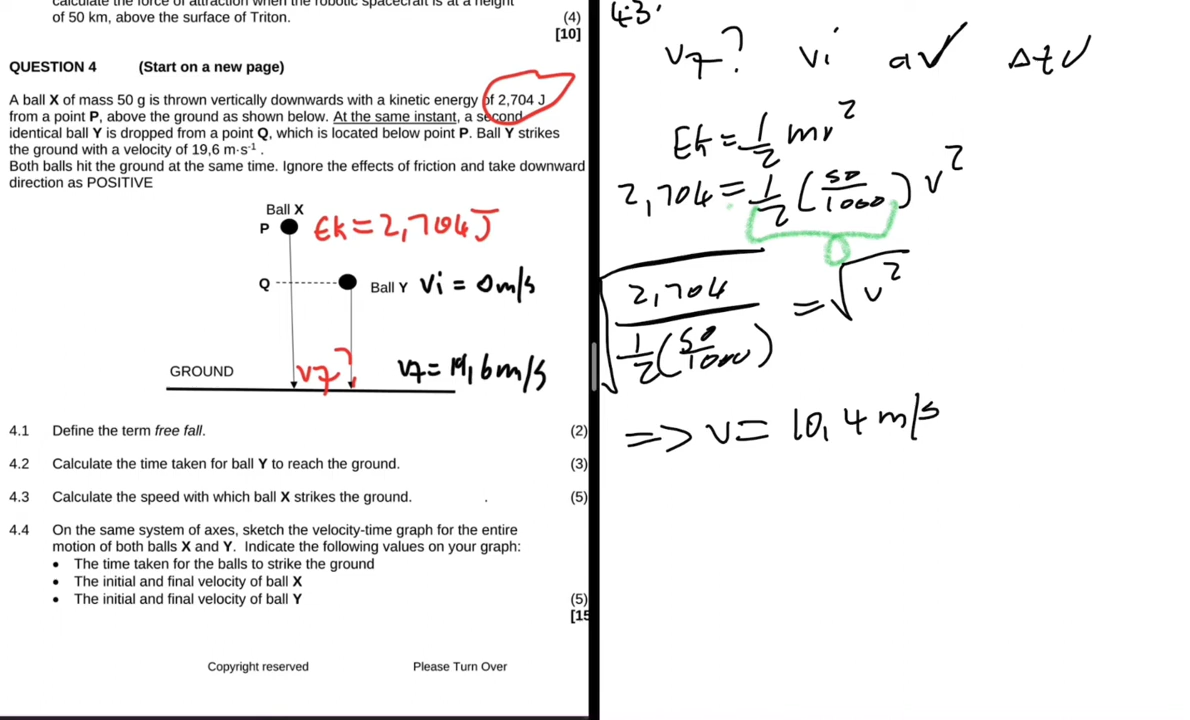 calculate the force of attraction when the robotic spacecraft is at a height
of 50 km, above the surface of Triton. (4)
[10]
QUESTION 4 (Start on a new page)
A ball X of mass 50 g is thrown vertically downwards with a kinetic energy of 2,704 J
from a point P, above the ground as shown below. At the same instant, a second
identical ball Y is dropped from a point Q, which is located below point P. Ball Y strikes
the ground with a velocity of 19,6 m·s⁻¹ .
Both balls hit the ground at the same time. Ignore the effects of friction and take downward
direction as POSITIVE
Ball X
P Ek = 2,704J
Q Ball Y vi = 0m/s
GROUND vf? vf = 19,6m/s
4.1 Define the term free fall. (2)
4.2 Calculate the time taken for ball Y to reach the ground. (3)
4.3 Calculate the speed with which ball X strikes the ground. (5)
4.4 On the same system of axes, sketch the velocity-time graph for the entire
motion of both balls X and Y. Indicate the following values on your graph:
• The time taken for the balls to strike the ground
• The initial and final velocity of ball X
• The initial and final velocity of ball Y (5)
[15
Copyright reserved Please Turn Over
4.3.
vf? vi a✓ Δt✓
Ek = 1/2 mv²
2,704 = 1/2 (50/1000) v²
√(2,704 / 1/2 (50/1000)) = √v²
=> v = 10,4 m/s